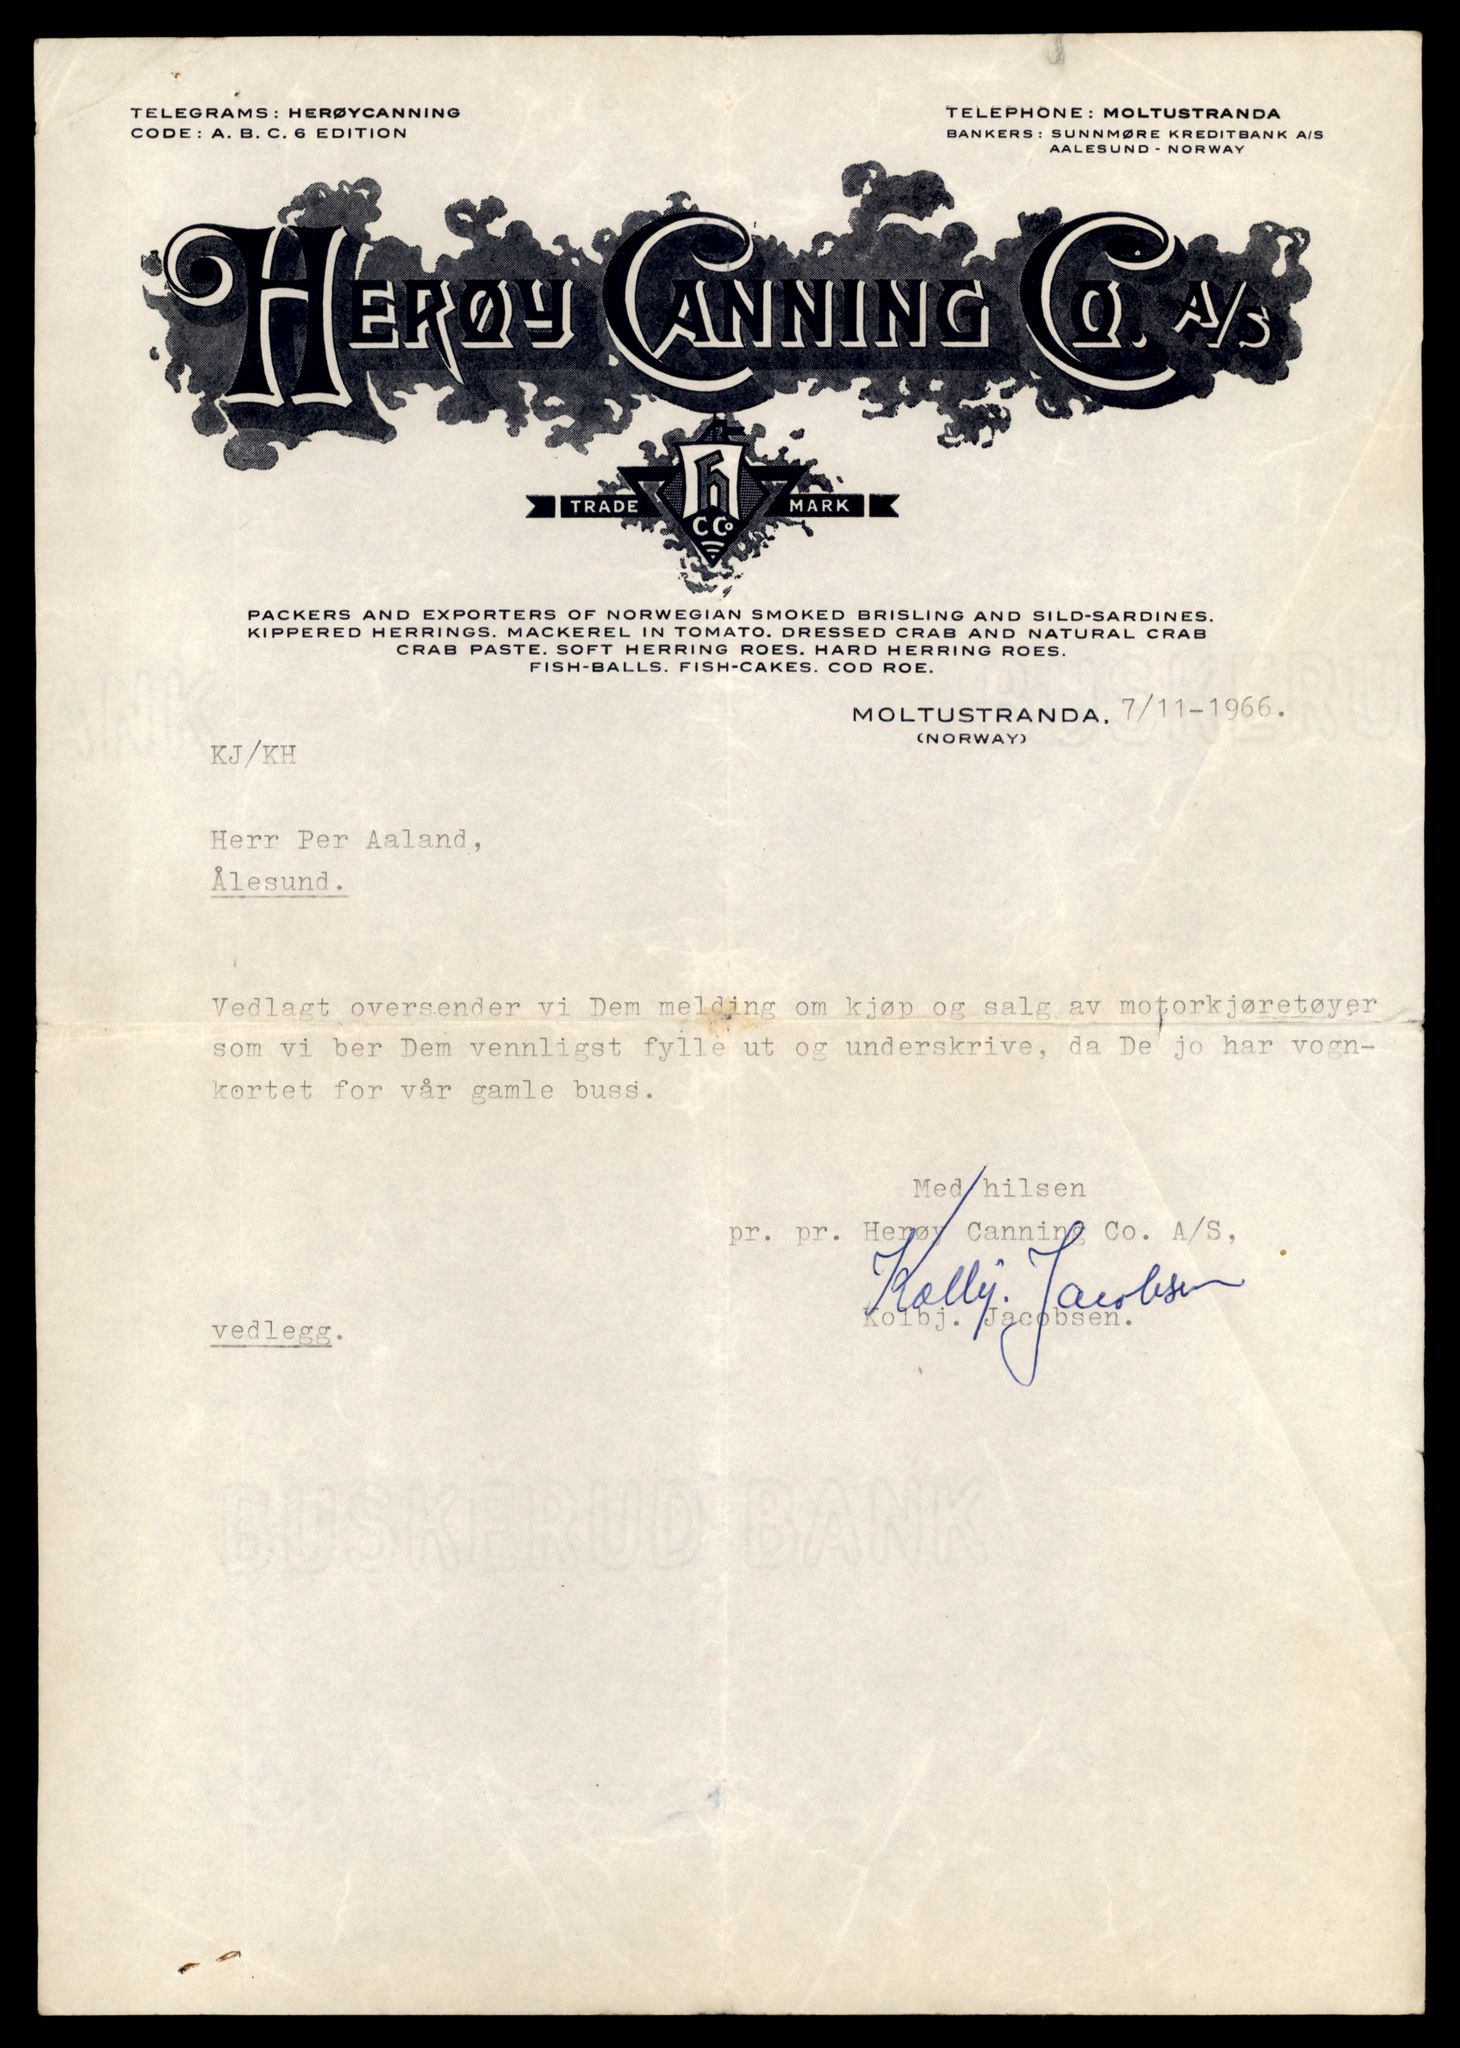 TELEGRAMS: HERØYCANNING
CODE: A. B. C. 6 EDITION
TELEPHONE: MOLTUSTRANDA
BANKERS: SUNNMØRE KREDITBANK A/S
AALESUND - NORWAY
HERØY CANNING CO. A/S
TRADE MARK
h
C Co
PACKERS AND EXPORTERS OF NORWEGIAN SMOKED BRISLING AND SILD-SARDINES.
KIPPERED HERRINGS. MACKEREL IN TOMATO. DRESSED CRAB AND NATURAL CRAB
CRAB PASTE. SOFT HERRING ROES. HARD HERRING ROES.
FISH-BALLS. FISH-CAKES. COD ROE.
MOLTUSTRANDA, 7/11-1966.
(NORWAY)
KJ/KH
Herr Per Aaland,
Ålesund.
Vedlagt oversender vi Dem melding om kjøp og salg av motorkjøretøyer
som vi ber Dem vennligst fylle ut og underskrive, da De jo har vogn-
kortet for vår gamle buss.
Med hilsen
pr. pr. Herøy Canning Co. A/S,
Kolbj. Jacobsen
Kolbj. Jacobsen.
vedlegg.
BUSKERUD BANK